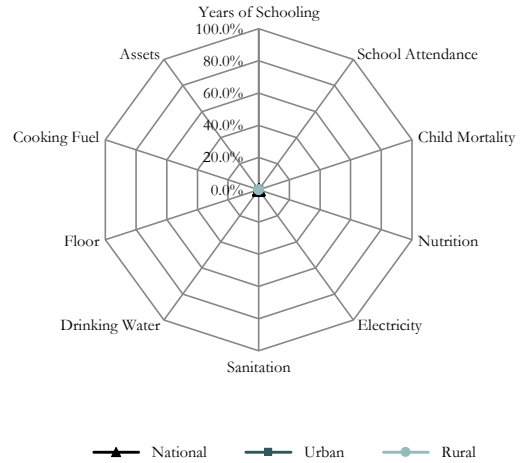 Years of Schooling
100.0%
Assets
School Attendance
80.0%
60.0%
40.0%
Cooking Fuel
Child Mortality
20.0%
0.0%
Floor
Nutrition
Drinking Water
Electricity
Sanitation
National Urban Rural